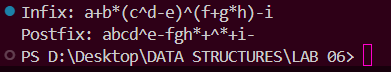 Infix: a+b*(c^d-e)^(f+g*h)-i
Postfix: abcd^e-fgh*+^*+i-
PS D:\Desktop\DATA STRUCTURES\LAB 06>